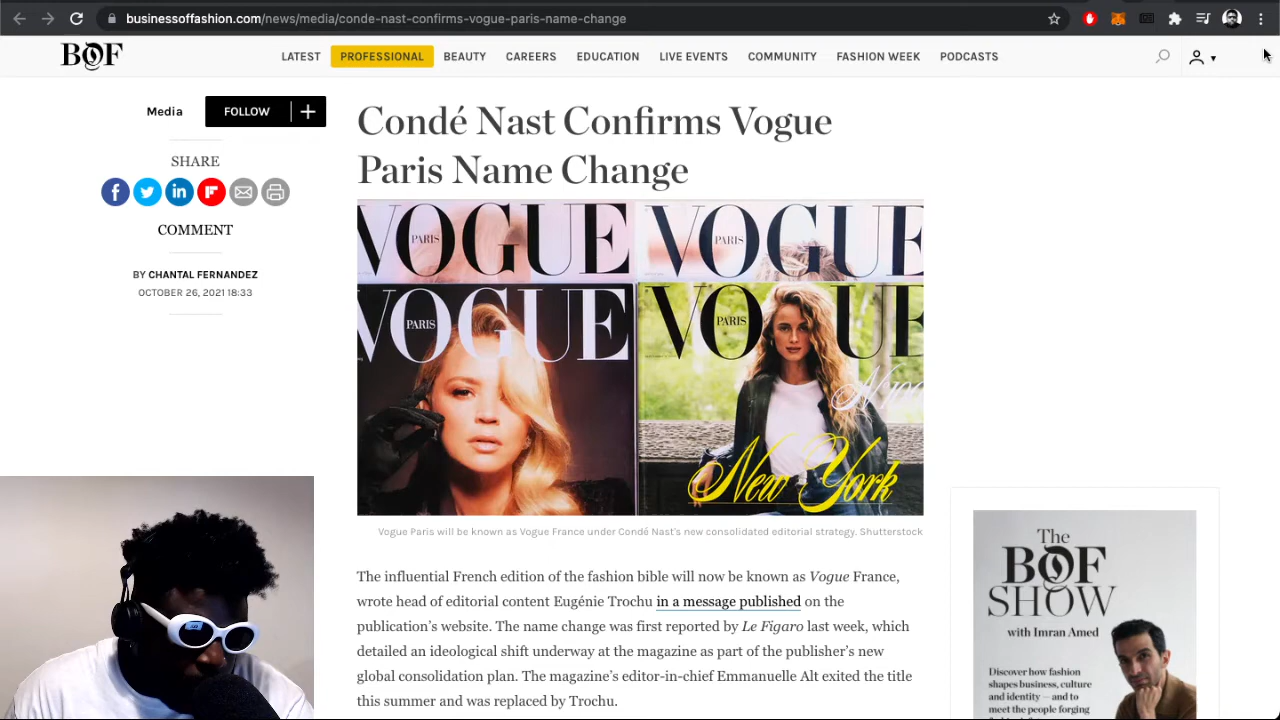 businessoffashion.com/news/media/conde-nast-confirms-vogue-paris-name-change
BOF
LATEST PROFESSIONAL BEAUTY CAREERS EDUCATION LIVE EVENTS COMMUNITY FASHION WEEK PODCASTS
Media FOLLOW +
SHARE
COMMENT
BY CHANTAL FERNANDEZ
OCTOBER 26, 2021 18:33
Condé Nast Confirms Vogue
Paris Name Change
VOGUE PARIS
VOGUE PARIS
VOGUE PARIS
VOGUE PARIS
New York
Vogue Paris will be known as Vogue France under Condé Nast's new consolidated editorial strategy. Shutterstock
The influential French edition of the fashion bible will now be known as Vogue France,
wrote head of editorial content Eugénie Trochu in a message published on the
publication's website. The name change was first reported by Le Figaro last week, which
detailed an ideological shift underway at the magazine as part of the publisher's new
global consolidation plan. The magazine's editor-in-chief Emmanuelle Alt exited the title
this summer and was replaced by Trochu.
The
BOF
SHOW
with Imran Amed
Discover how fashion
shapes business, culture
and identity — and to
meet the people forging